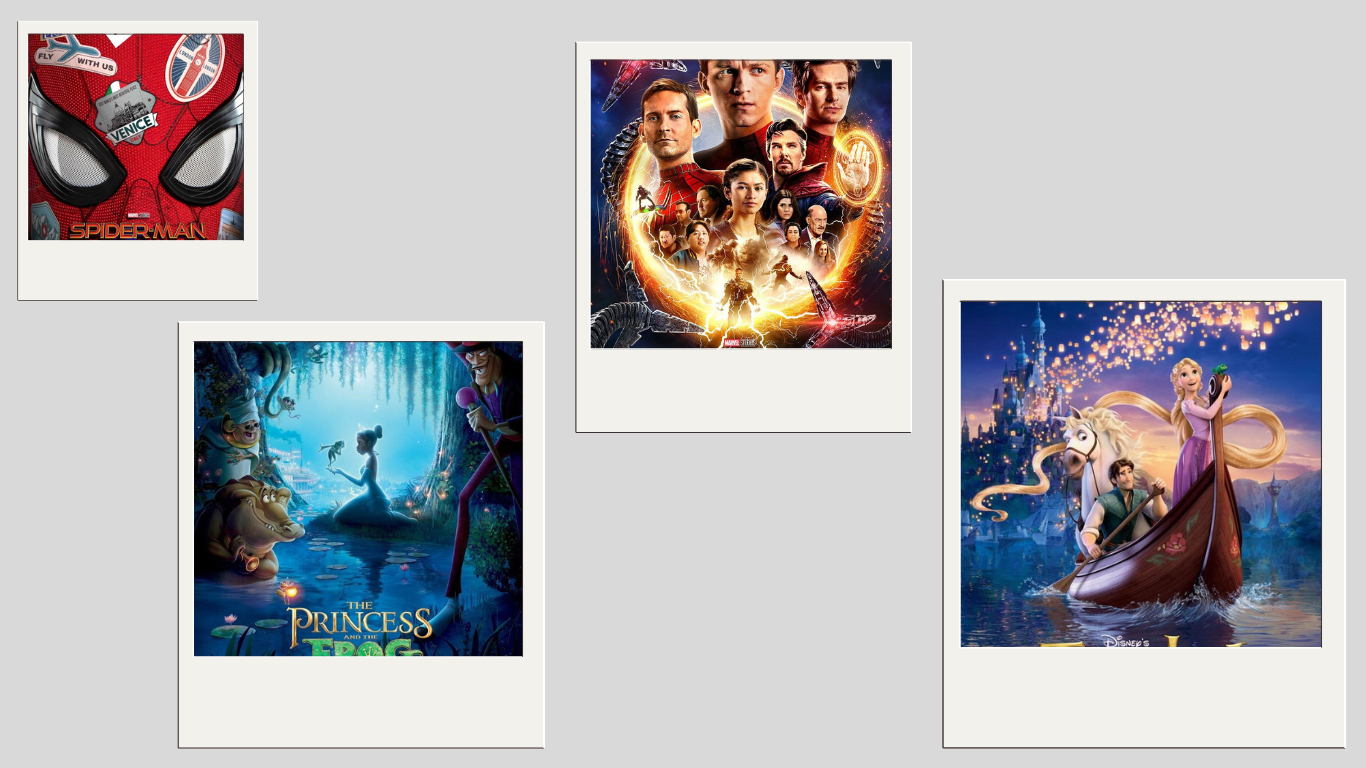 FLY WITH US
VENICE
MARVEL STUDIOS
SPIDER-MAN
MARVEL STUDIOS
THE
PRINCESS
AND THE
FROG
DISNEY'S